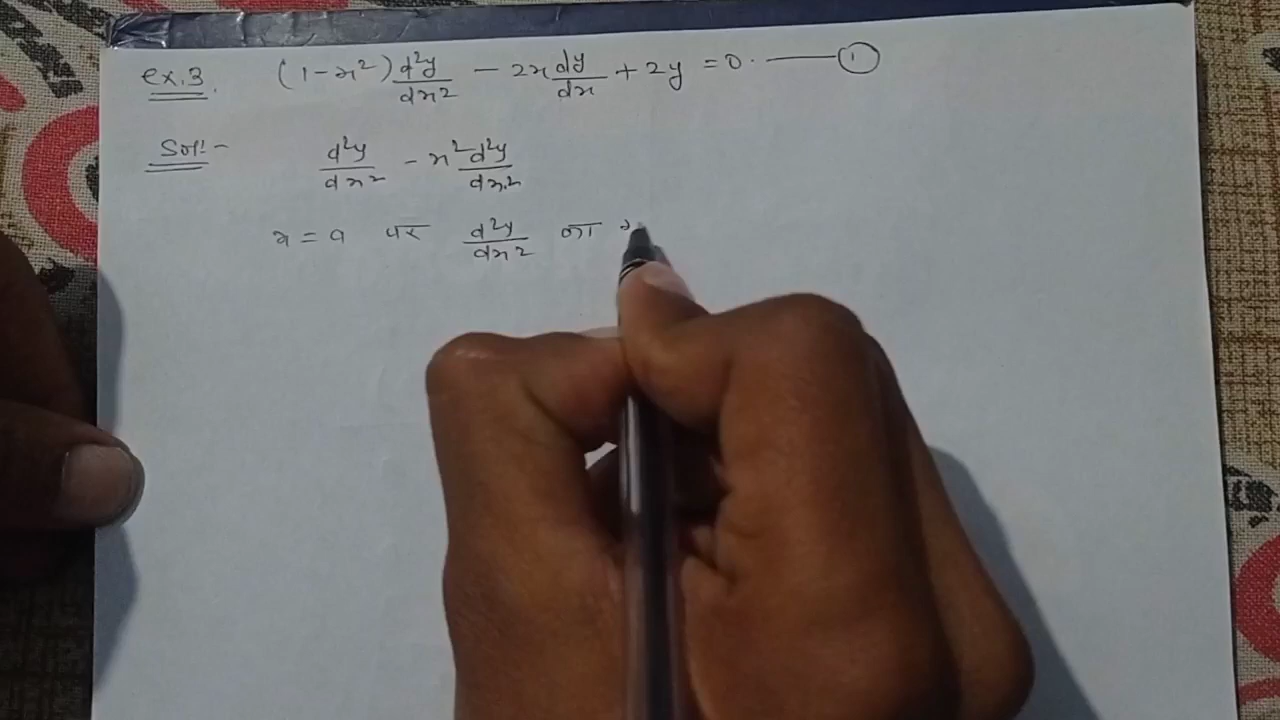 ex.3. (1-x²) d²y/dx² - 2x dy/dx + 2y = 0. —— ①
Sol:- d²y/dx² - x² d²y/dx²
x = 0 पर d²y/dx² का